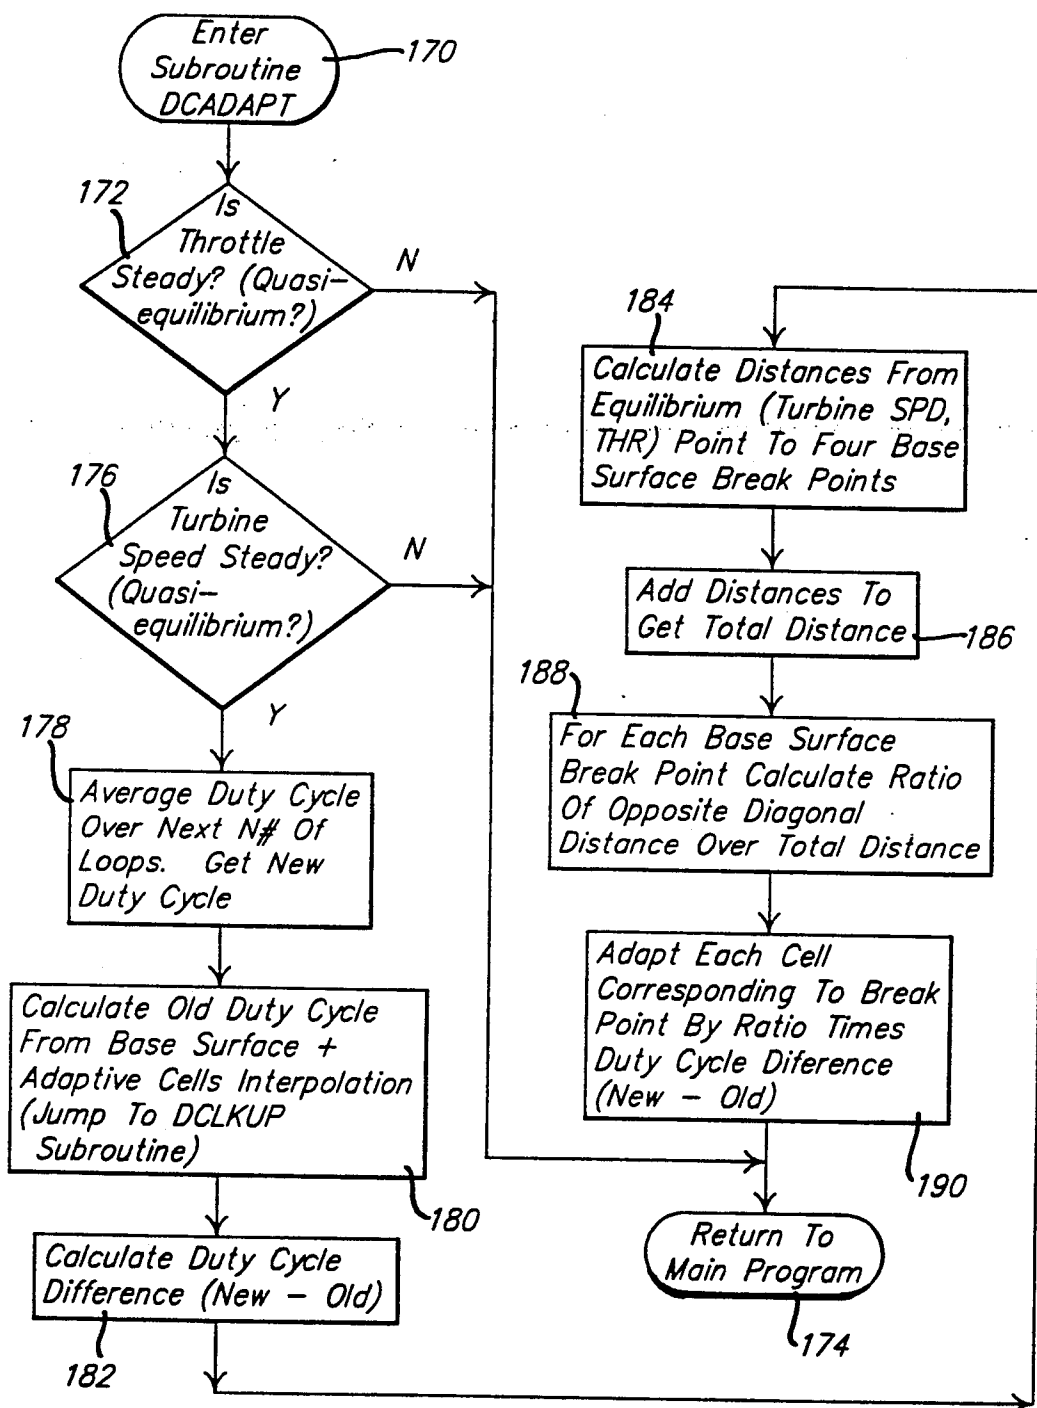 Enter
Subroutine
DCADAPT
170
172
Is
Throttle
Steady? (Quasi-
equilibrium?)
N
Y
176
Is
Turbine
Speed Steady?
(Quasi-
equilibrium?)
N
Y
178
Average Duty Cycle
Over Next N# Of
Loops. Get New
Duty Cycle
Calculate Old Duty Cycle
From Base Surface +
Adaptive Cells Interpolation
(Jump To DCLKUP
Subroutine)
180
Calculate Duty Cycle
Difference (New - Old)
182
184
Calculate Distances From
Equilibrium (Turbine SPD,
THR) Point To Four Base
Surface Break Points
Add Distances To
Get Total Distance
186
188
For Each Base Surface
Break Point Calculate Ratio
Of Opposite Diagonal
Distance Over Total Distance
Adapt Each Cell
Corresponding To Break
Point By Ratio Times
Duty Cycle Diference
(New - Old)
190
Return To
Main Program
174